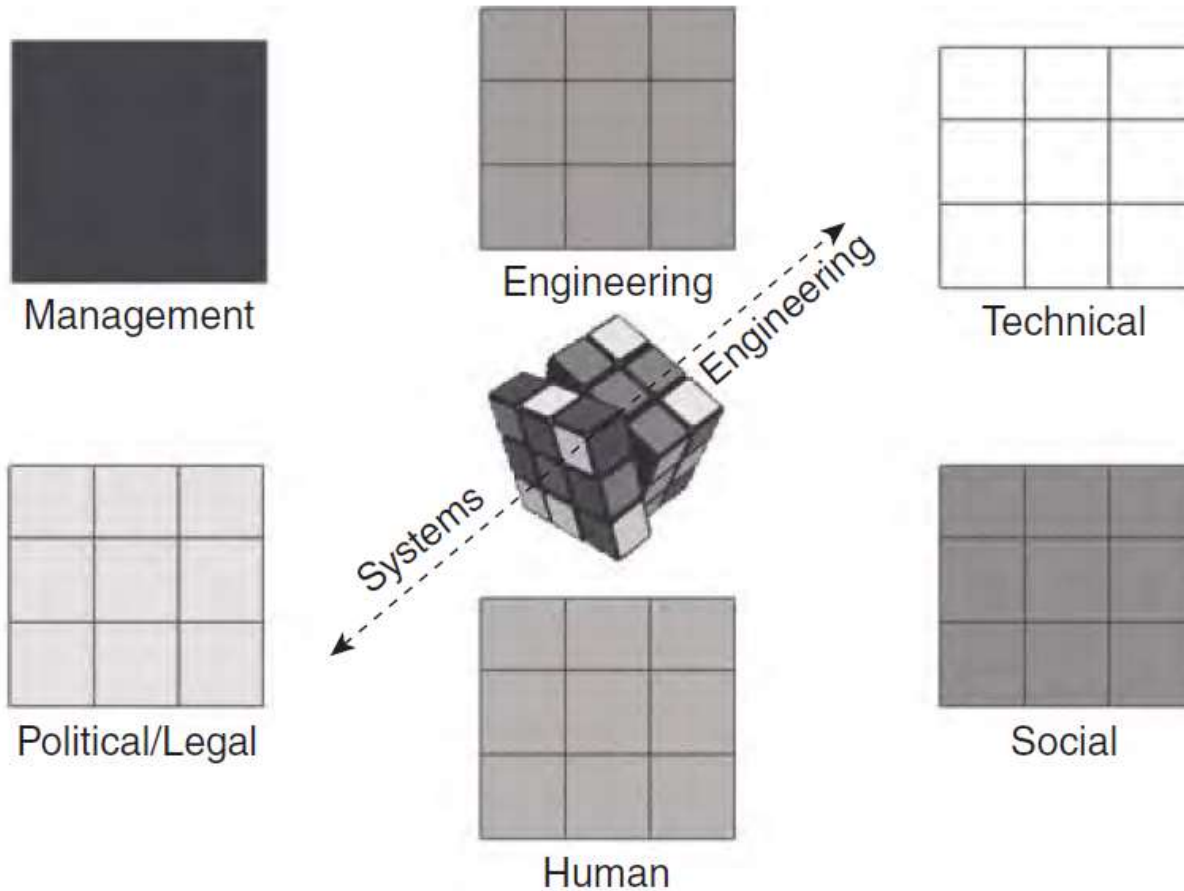 Management
Engineering
Technical
Systems
Engineering
Political/Legal
Human
Social